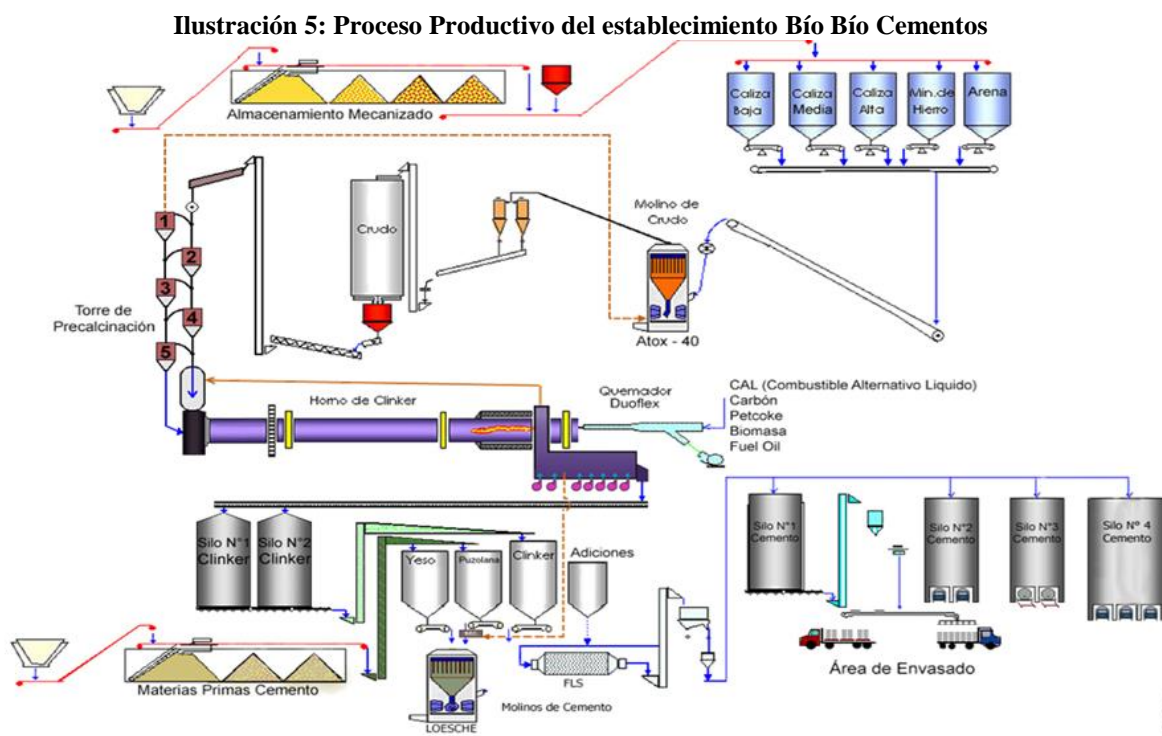 Ilustración 5: Proceso Productivo del establecimiento Bío Bío Cementos
Almacenamiento Mecanizado
Caliza
Baja
Caliza
Media
Caliza
Alta
Min. de
Hierro
Arena
1
2
3
4
5
Torre de
Precalcinación
Crudo
Molino de
Crudo
Atox - 40
Horno de Clinker
Quemador
Duoflex
CAL (Combustible Alternativo Liquido)
Carbón
Petcoke
Biomasa
Fuel Oil
Silo N°1
Clinker
Silo N°2
Clinker
Yeso
Puzolana
Clinker
Adiciones
Silo N°1
Cemento
Silo N°2
Cemento
Silo N°3
Cemento
Silo N° 4
Cemento
Materias Primas Cemento
LOESCHE
FLS
Molinos de Cemento
Área de Envasado